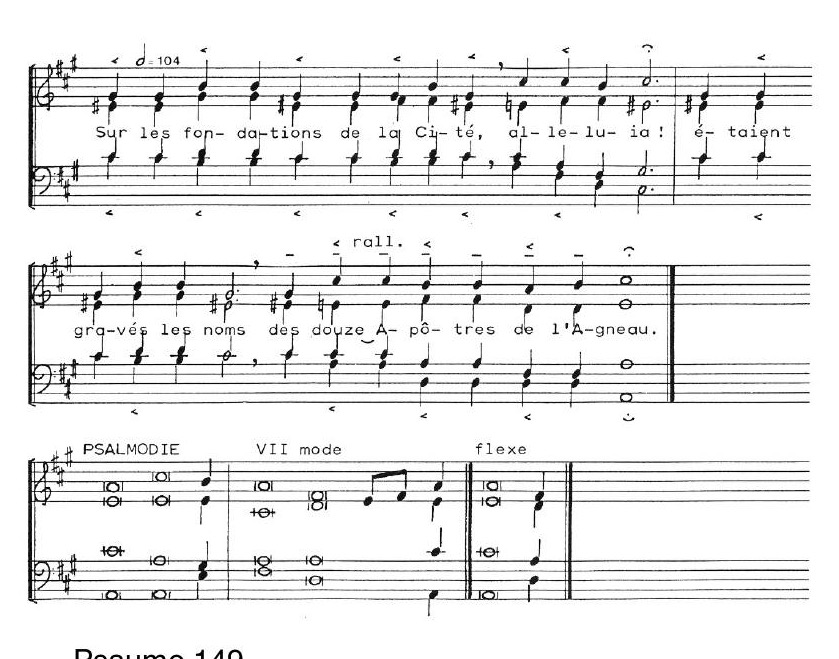 𝅗𝅥 = 104
Sur les fon- da-tions de la Ci-té, al-le-lu- ia ! é- taient
rall.
gra-vés les noms des douze A- pô- tres de l'A-gneau.
PSALMODIE VII mode flexe
Psaume 149